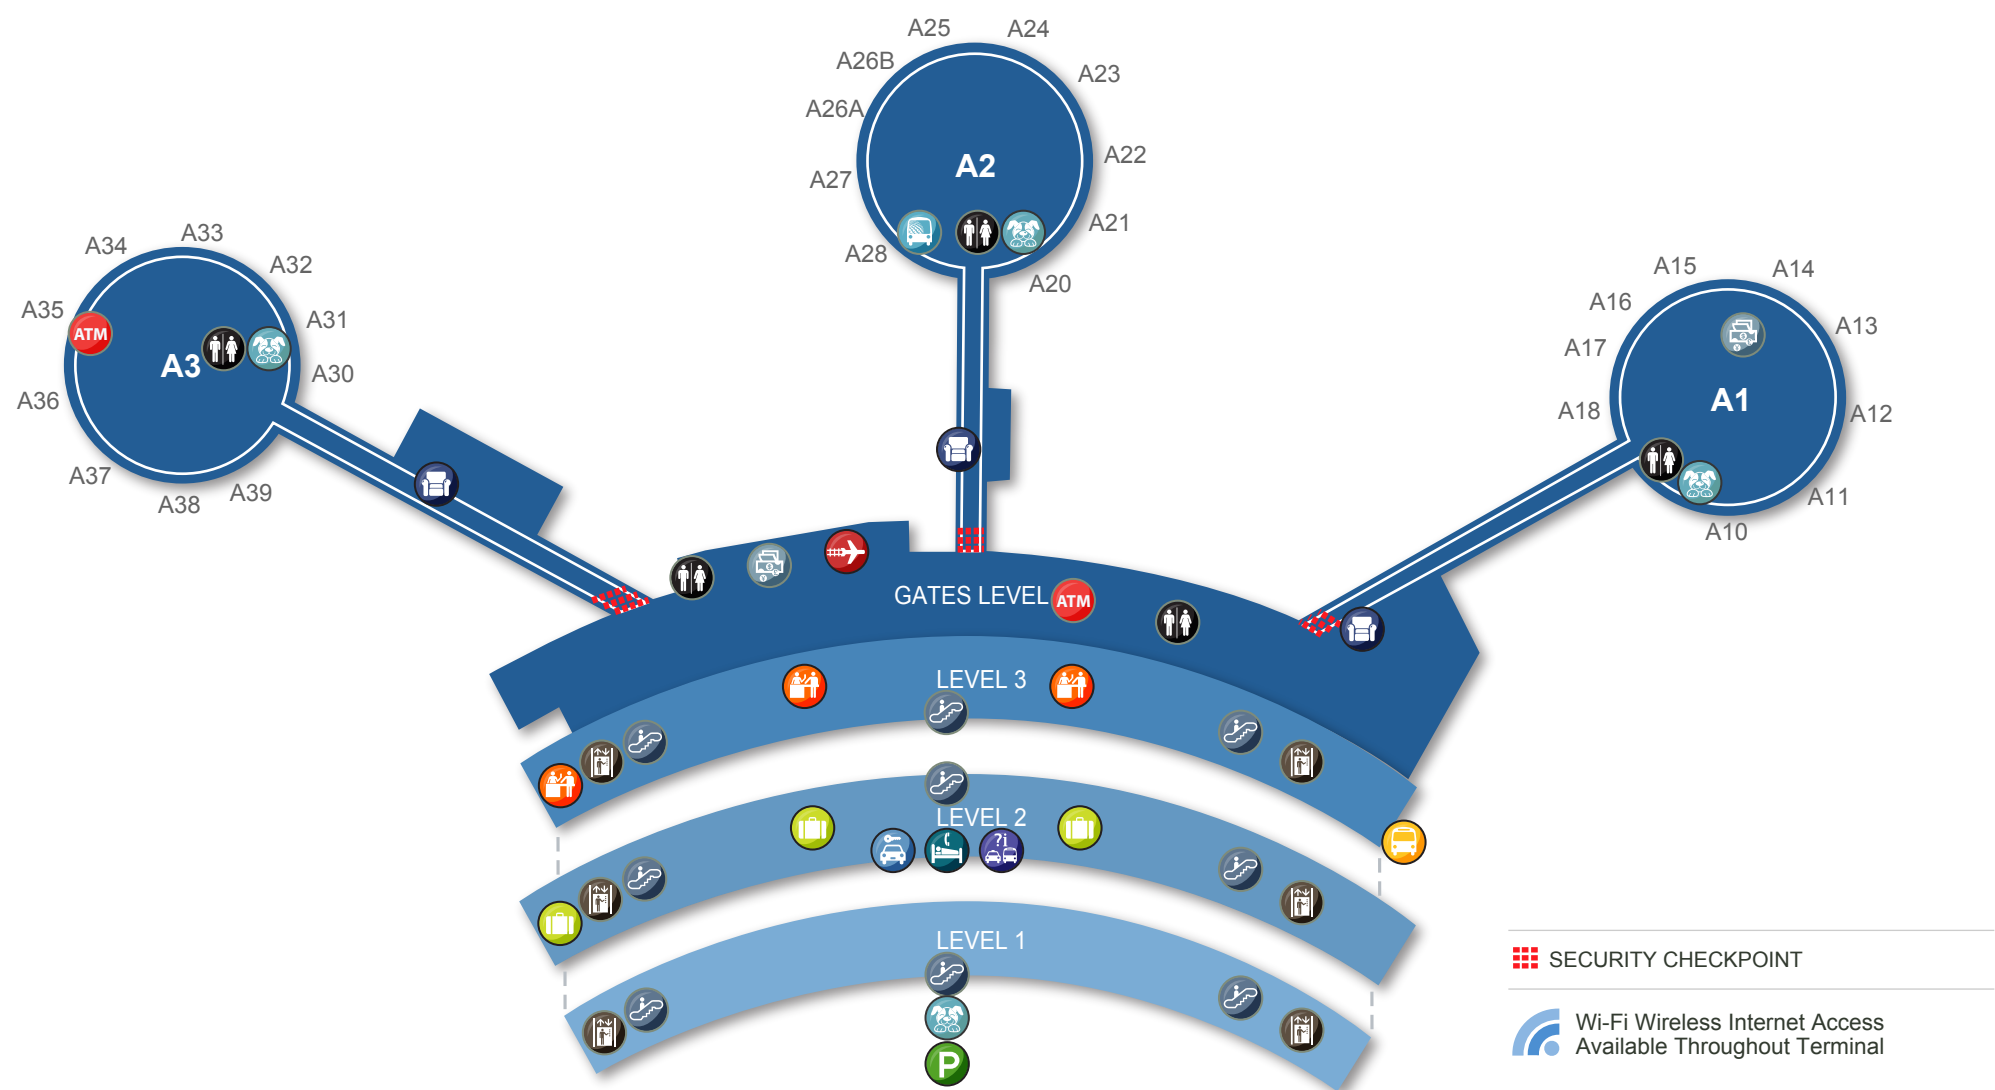 A25
A24
A26B
A23
A26A
A22
A2
A27
A21
A28
A20
A33
A34
A32
A35
A31
ATM
A3
A30
A36
A37
A38
A39
A15
A14
A16
A13
A17
A1
A18
A12
A11
A10
GATES LEVEL
ATM
LEVEL 3
LEVEL 2
?i
LEVEL 1
P
SECURITY CHECKPOINT
Wi-Fi Wireless Internet Access
Available Throughout Terminal